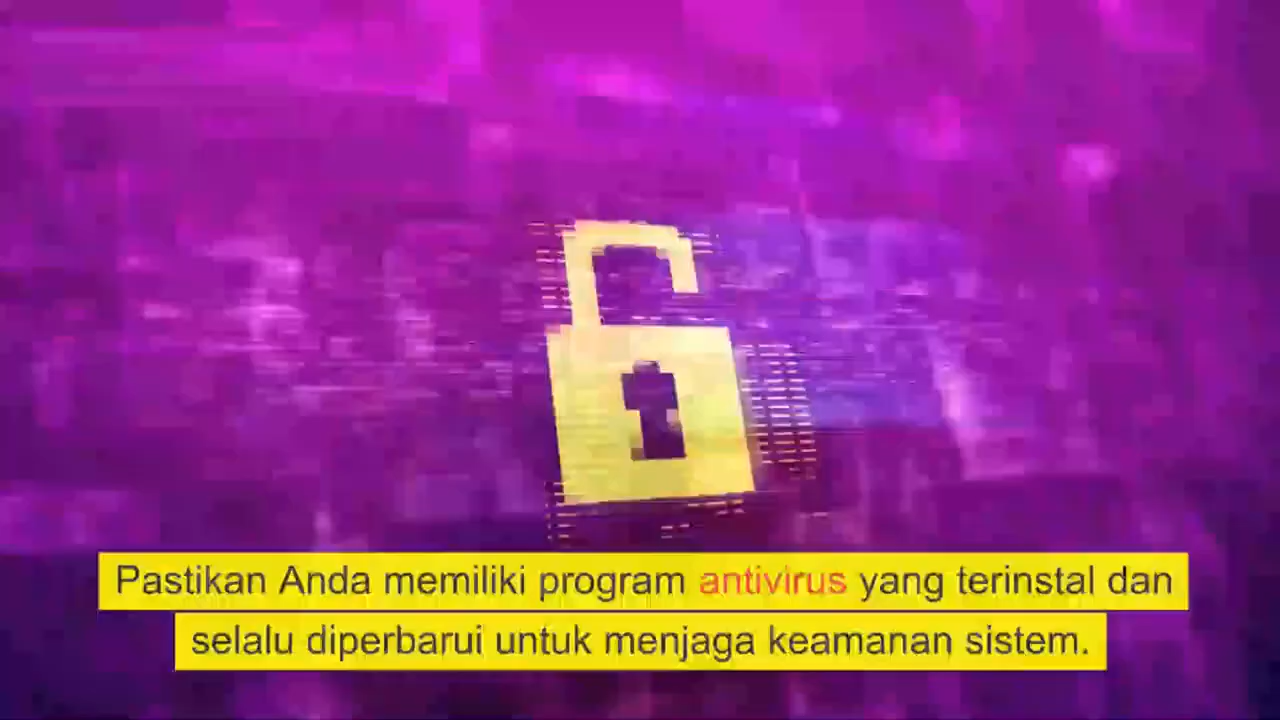 Pastikan Anda memiliki program antivirus yang terinstal dan
selalu diperbarui untuk menjaga keamanan sistem.